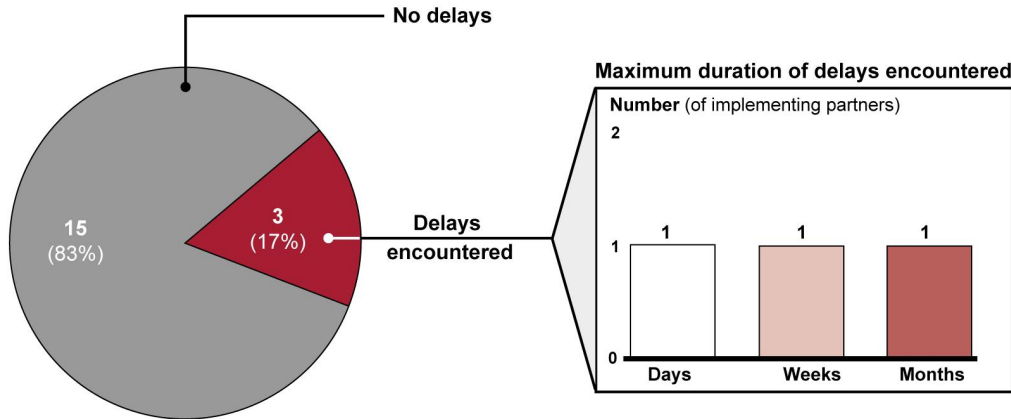 No delays
15
(83%)
3
(17%)
Delays
encountered
Maximum duration of delays encountered
Number (of implementing partners)
2
1
0
1
1
1
Days
Weeks
Months